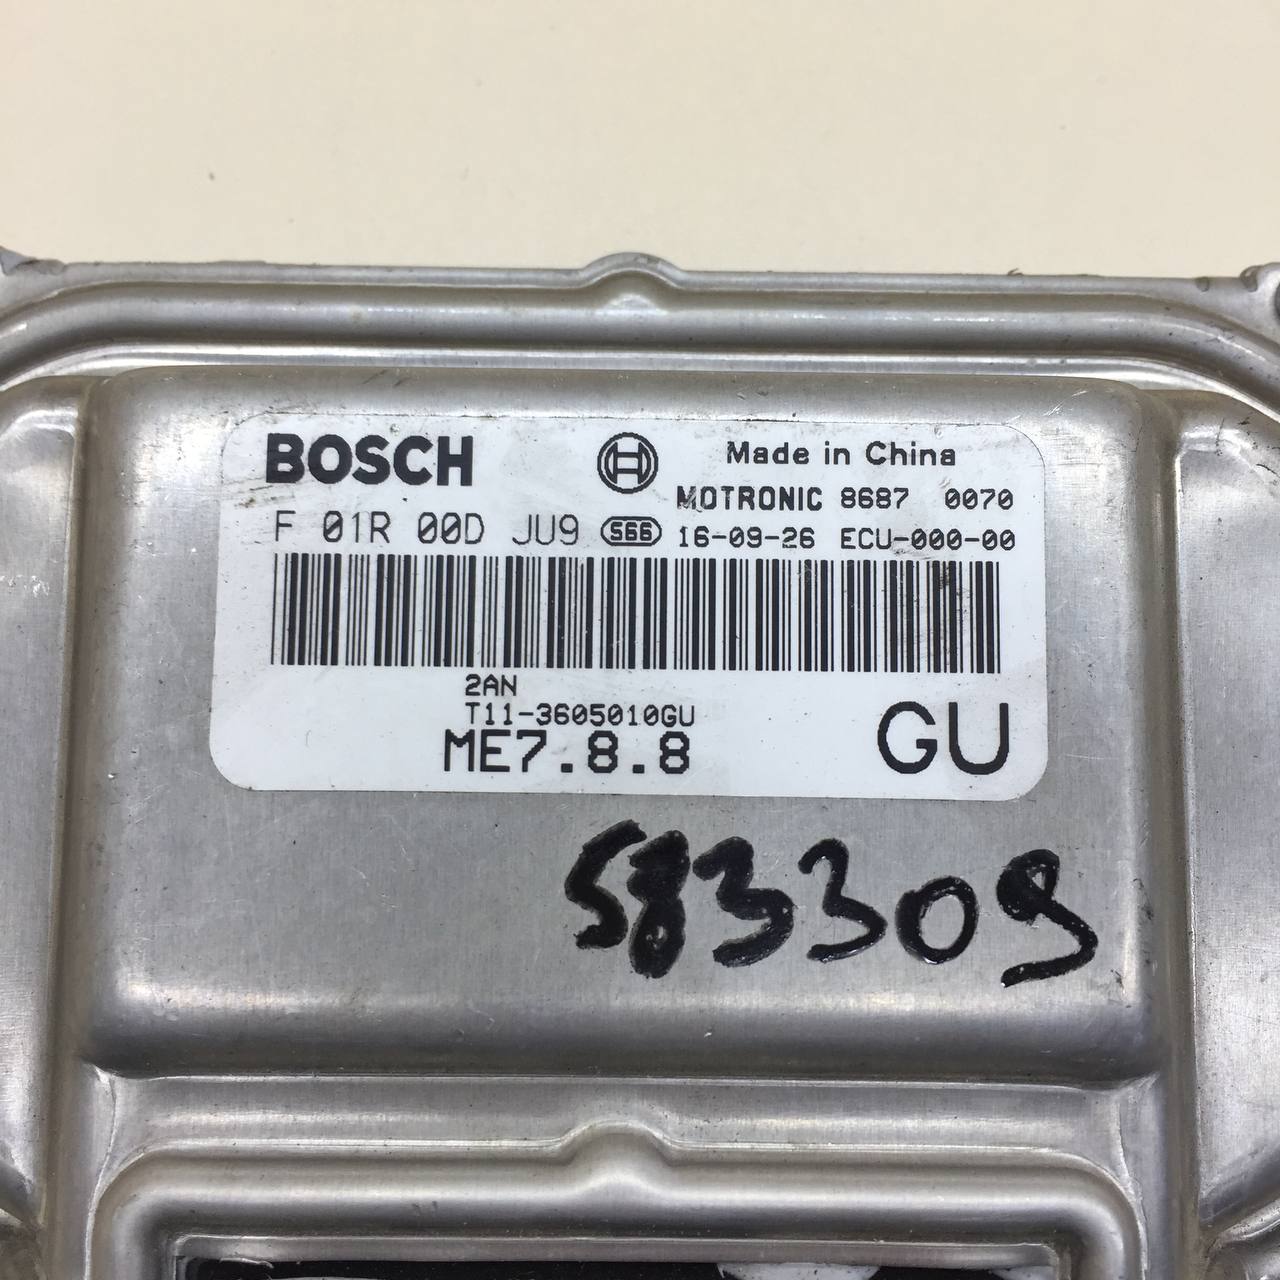 BOSCH
Made in China
MOTRONIC 8687 0070
F 01R 00D JU9 S66 16-09-26 ECU-000-00
2AN
T11-3605010GU
ME7.8.8 GU
583309